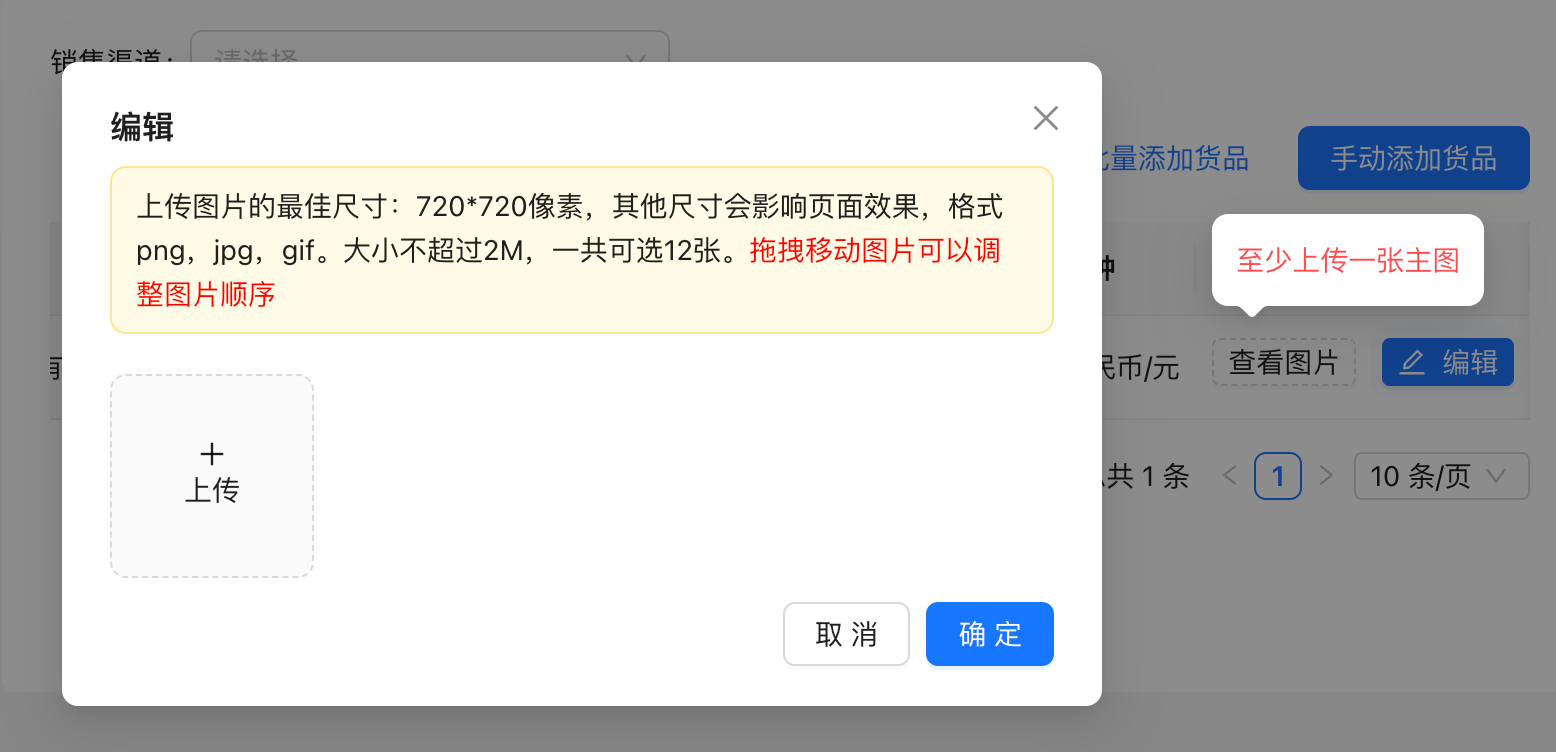 销售渠道：
请选择
编辑
上传图片的最佳尺寸：720*720像素，其他尺寸会影响页面效果，格式
png，jpg，gif。大小不超过2M，一共可选12张。拖拽移动图片可以调
整图片顺序
上传
取 消
确 定
批量添加货品
手动添加货品
种
至少上传一张主图
民币/元
查看图片
编辑
共 1 条
1
10 条/页